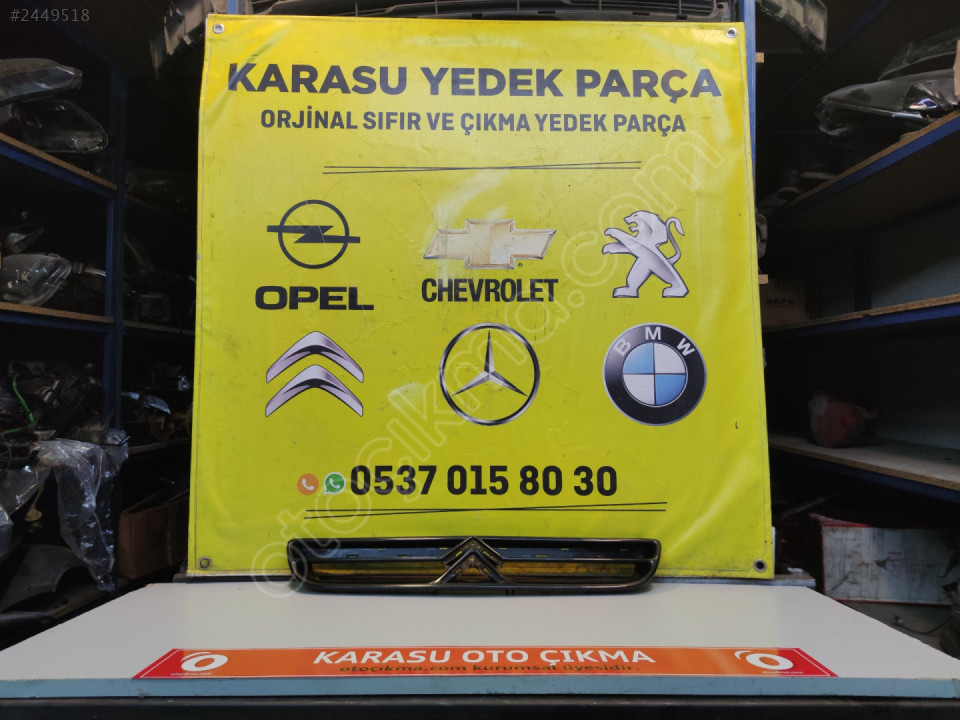 #2449518
KARASU YEDEK PARÇA
ORJİNAL SIFIR VE ÇIKMA YEDEK PARÇA
OPEL
CHEVROLET
BMW
0537 015 80 30
otocikma.com
KARASU OTO ÇIKMA
otoçıkma.com kurumsal üyesidir.